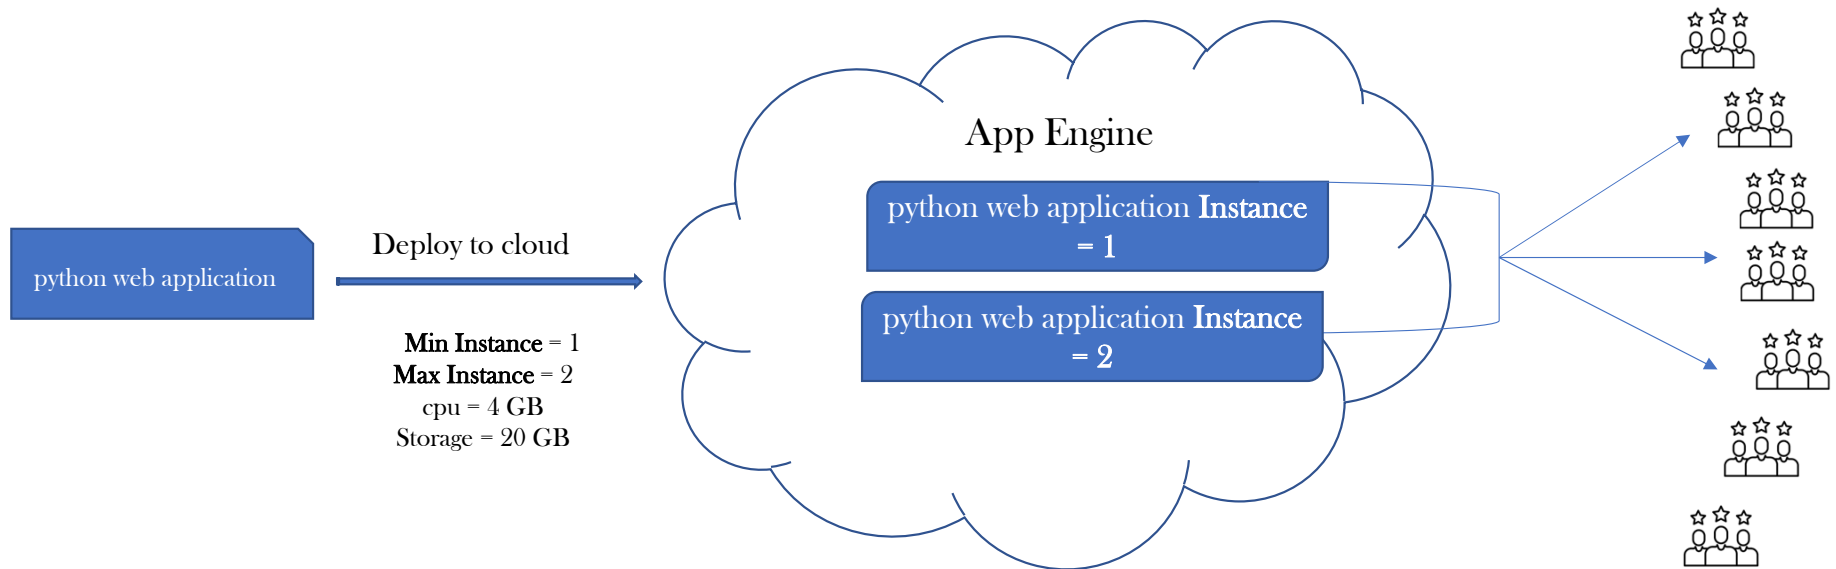 App Engine
python web application Instance
= 1
python web application
Deploy to cloud
python web application Instance
= 2
Min Instance = 1
Max Instance = 2
cpu = 4 GB
Storage = 20 GB